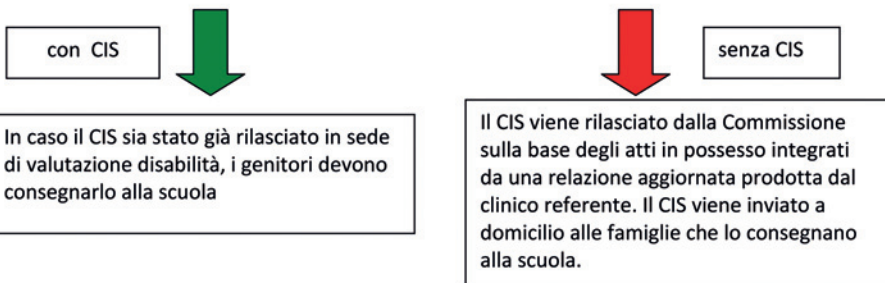 con CIS
senza CIS
In caso il CIS sia stato già rilasciato in sede
di valutazione disabilità, i genitori devono
consegnarlo alla scuola
Il CIS viene rilasciato dalla Commissione
sulla base degli atti in possesso integrati
da una relazione aggiornata prodotta dal
clinico referente. Il CIS viene inviato a
domicilio alle famiglie che lo consegnano
alla scuola.